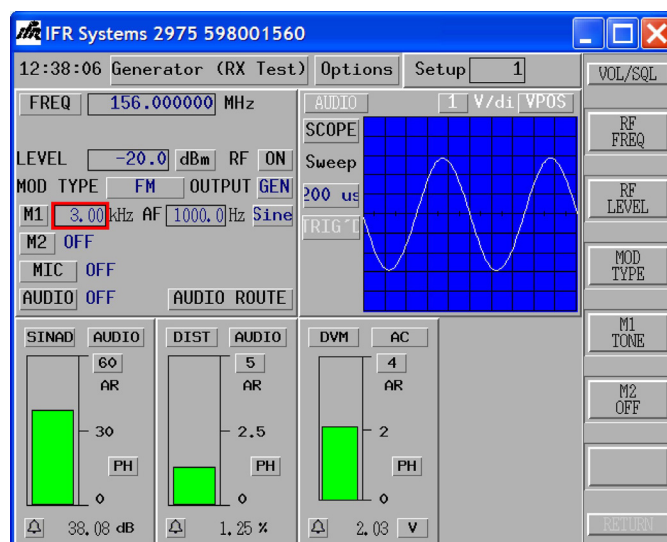 ifR IFR Systems 2975 598001560
12:38:06 Generator (RX Test) Options Setup 1
VOL/SQL
FREQ 156.000000 MHz
AUDIO 1 V/di VPOS
SCOPE
RF FREQ
LEVEL -20.0 dBm RF ON
Sweep
MOD TYPE FM OUTPUT GEN
200 us
RF LEVEL
M1 3.00 kHz AF 1000.0 Hz Sine
TRIG'D
M2 OFF
MOD TYPE
MIC OFF
AUDIO OFF AUDIO ROUTE
SINAD AUDIO DIST AUDIO DVM AC
M1 TONE
60 5 4
AR AR AR
M2 OFF
30 2.5 2
PH PH PH
0 0 0
38.08 dB 1.25 % 2.03 V
RETURN